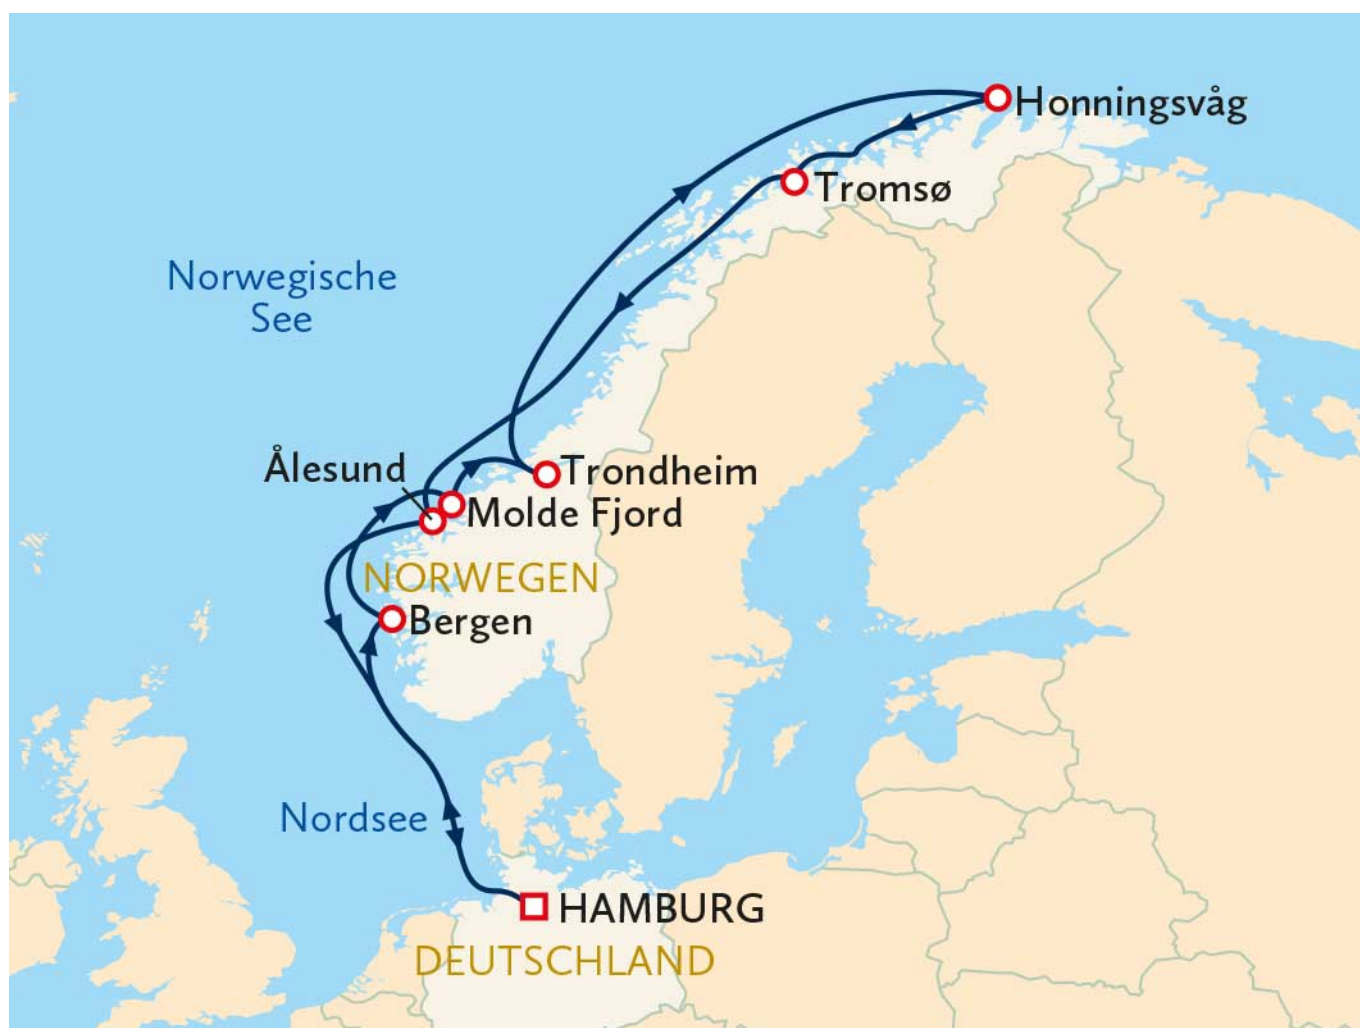 Honningsvåg
Tromsø
Norwegische
See
Ålesund
Trondheim
Molde Fjord
NORWEGEN
Bergen
Nordsee
HAMBURG
DEUTSCHLAND